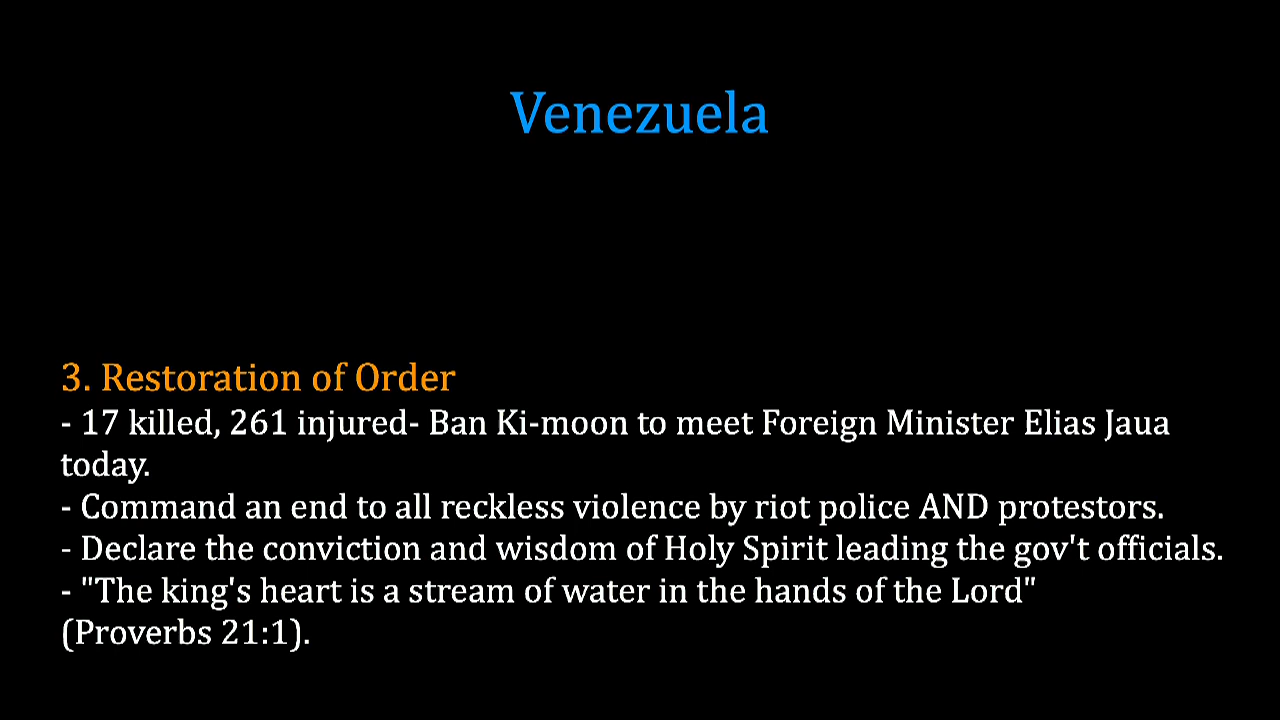 Venezuela
3. Restoration of Order
- 17 killed, 261 injured- Ban Ki-moon to meet Foreign Minister Elias Jaua
today.
- Command an end to all reckless violence by riot police AND protestors.
- Declare the conviction and wisdom of Holy Spirit leading the gov't officials.
- "The king's heart is a stream of water in the hands of the Lord"
(Proverbs 21:1).